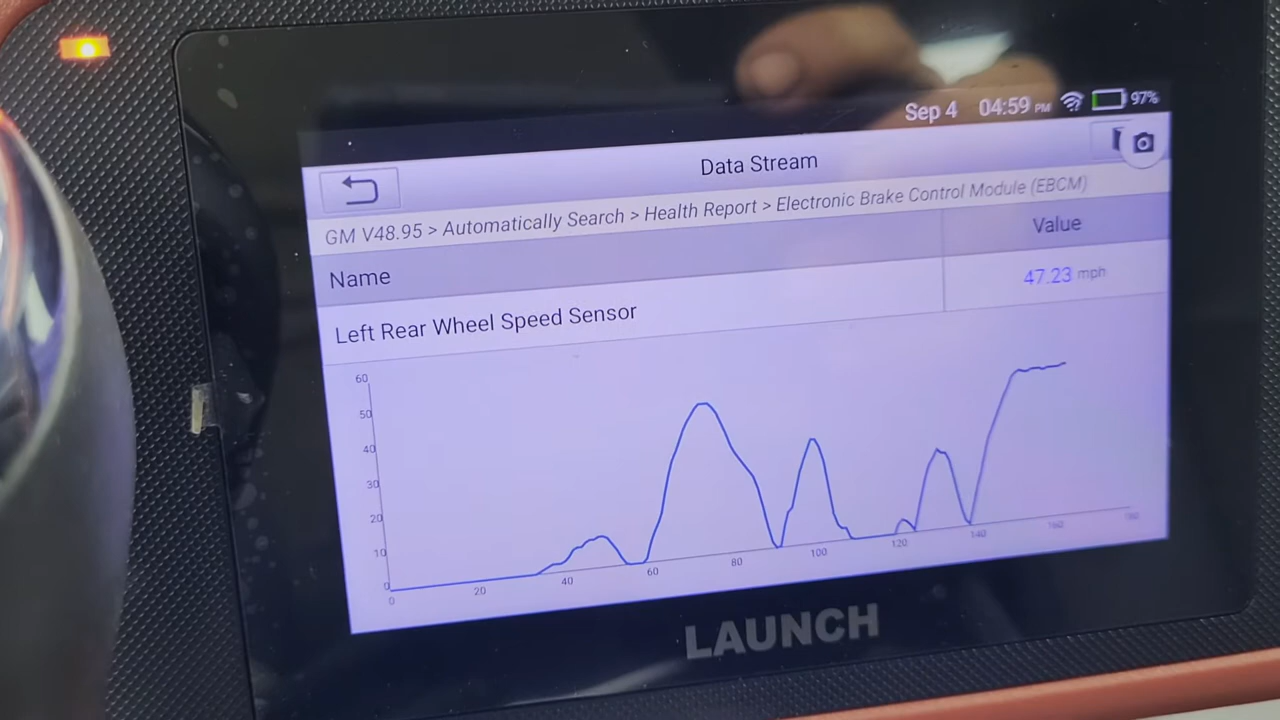 Sep 4 04:59 PM 97%
Data Stream
GM V48.95 > Automatically Search > Health Report > Electronic Brake Control Module (EBCM)
Name Value
Left Rear Wheel Speed Sensor 47.23 mph
60
50
40
30
20
10
0
0 20 40 60 80 100 120 140 160 180
LAUNCH